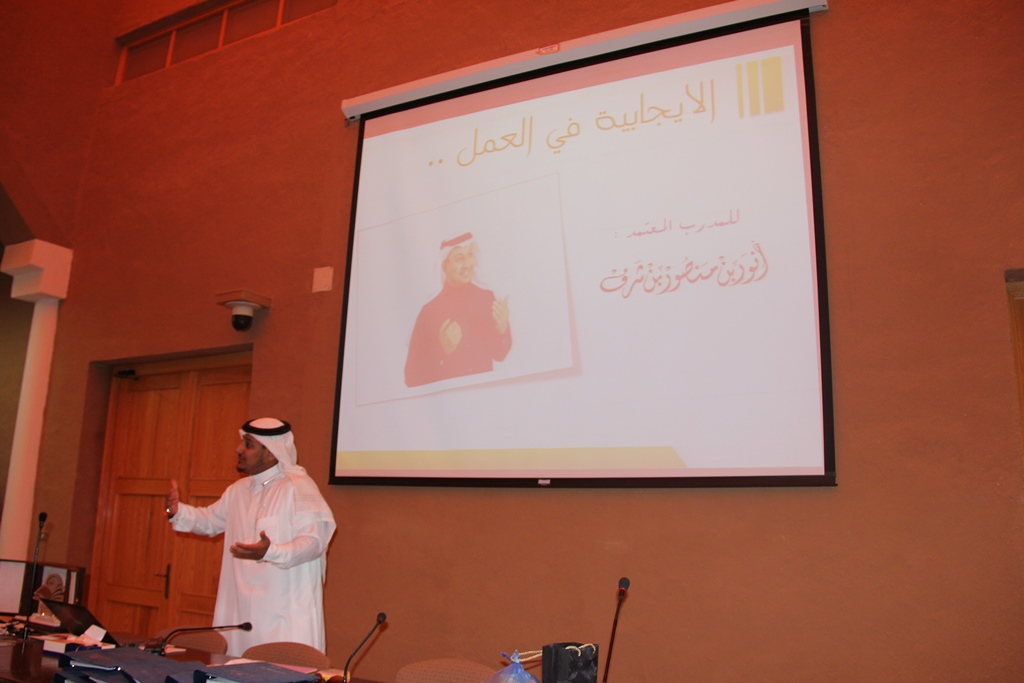 الايجابية في العمل ..
للمدرب المعتمد :
أنور بن منصور بن شرف